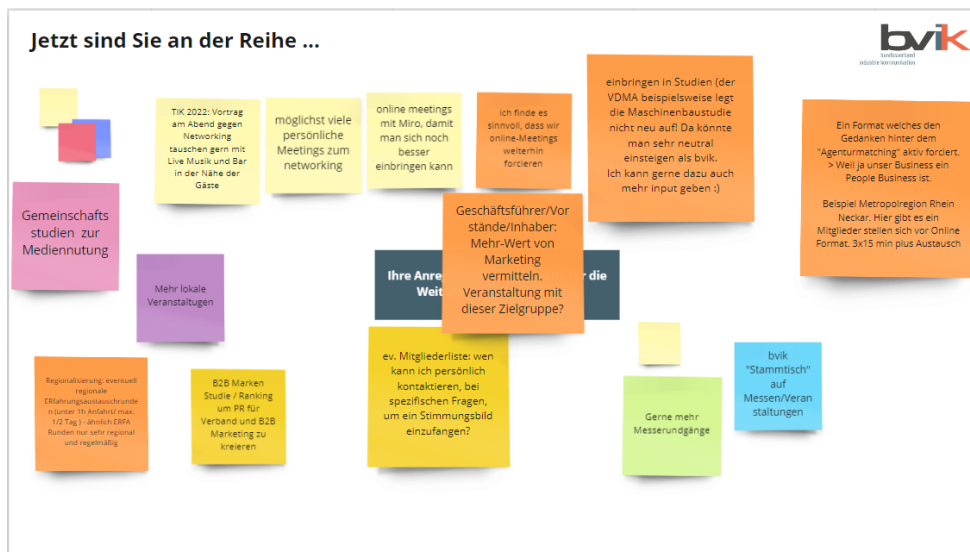 Jetzt sind Sie an der Reihe ...
bvik
bundesverband
industrie kommunikation
TIK 2022: Vortrag
am Abend gegen
Networking
tauschen gern mit
Live Musik und Bar
in der Nähe der
Gäste
möglichst viele
persönliche
Meetings zum
networking
online meetings
mit Miro, damit
man sich noch
besser
einbringen kann
ich finde es
sinnvoll, dass wir
online-Meetings
weiterhin
forcieren
einbringen in Studien (der
VDMA beispielsweise legt
die Maschinenbaustudie
nicht neu auf! Da könnte
man sehr neutral
einsteigen als bvik.
Ich kann gerne dazu auch
mehr input geben :)
Ein Format welches den
Gedanken hinter dem
"Agenturmatching" aktiv forciert.
> Weil ja unser Business ein
People Business ist.
Beispiel Metropolregion Rhein
Neckar. Hier gibt es ein
Mitglieder stellen sich vor Online
Format. 3x15 min plus Austausch
Gemeinschafts
studien zur
Mediennutung
Mehr lokale
Veranstaltugen
Ihre Anre
die
Weit
Geschäftsführer/Vor
stände/Inhaber:
Mehr-Wert von
Marketing
vermitteln.
Veranstaltung mit
dieser Zielgruppe?
Regionalisierung: eventuell
regionale
ERfahrungsaustauschrunde
n (unser 1h Anfahrt/ max.
1/2 Tag ) - ähnlich ERFA
Runden nur sehr regional
und regelmäßig
B2B Marken
Studie / Ranking
um PR für
Verband und B2B
Marketing zu
kreieren
ev. Mitgliederliste: wen
kann ich persönlich
kontaktieren, bei
spezifischen Fragen,
um ein Stimmungsbild
einzufangen?
Gerne mehr
Messerundgänge
bvik
"Stammtisch"
auf
Messen/Veran
staltungen